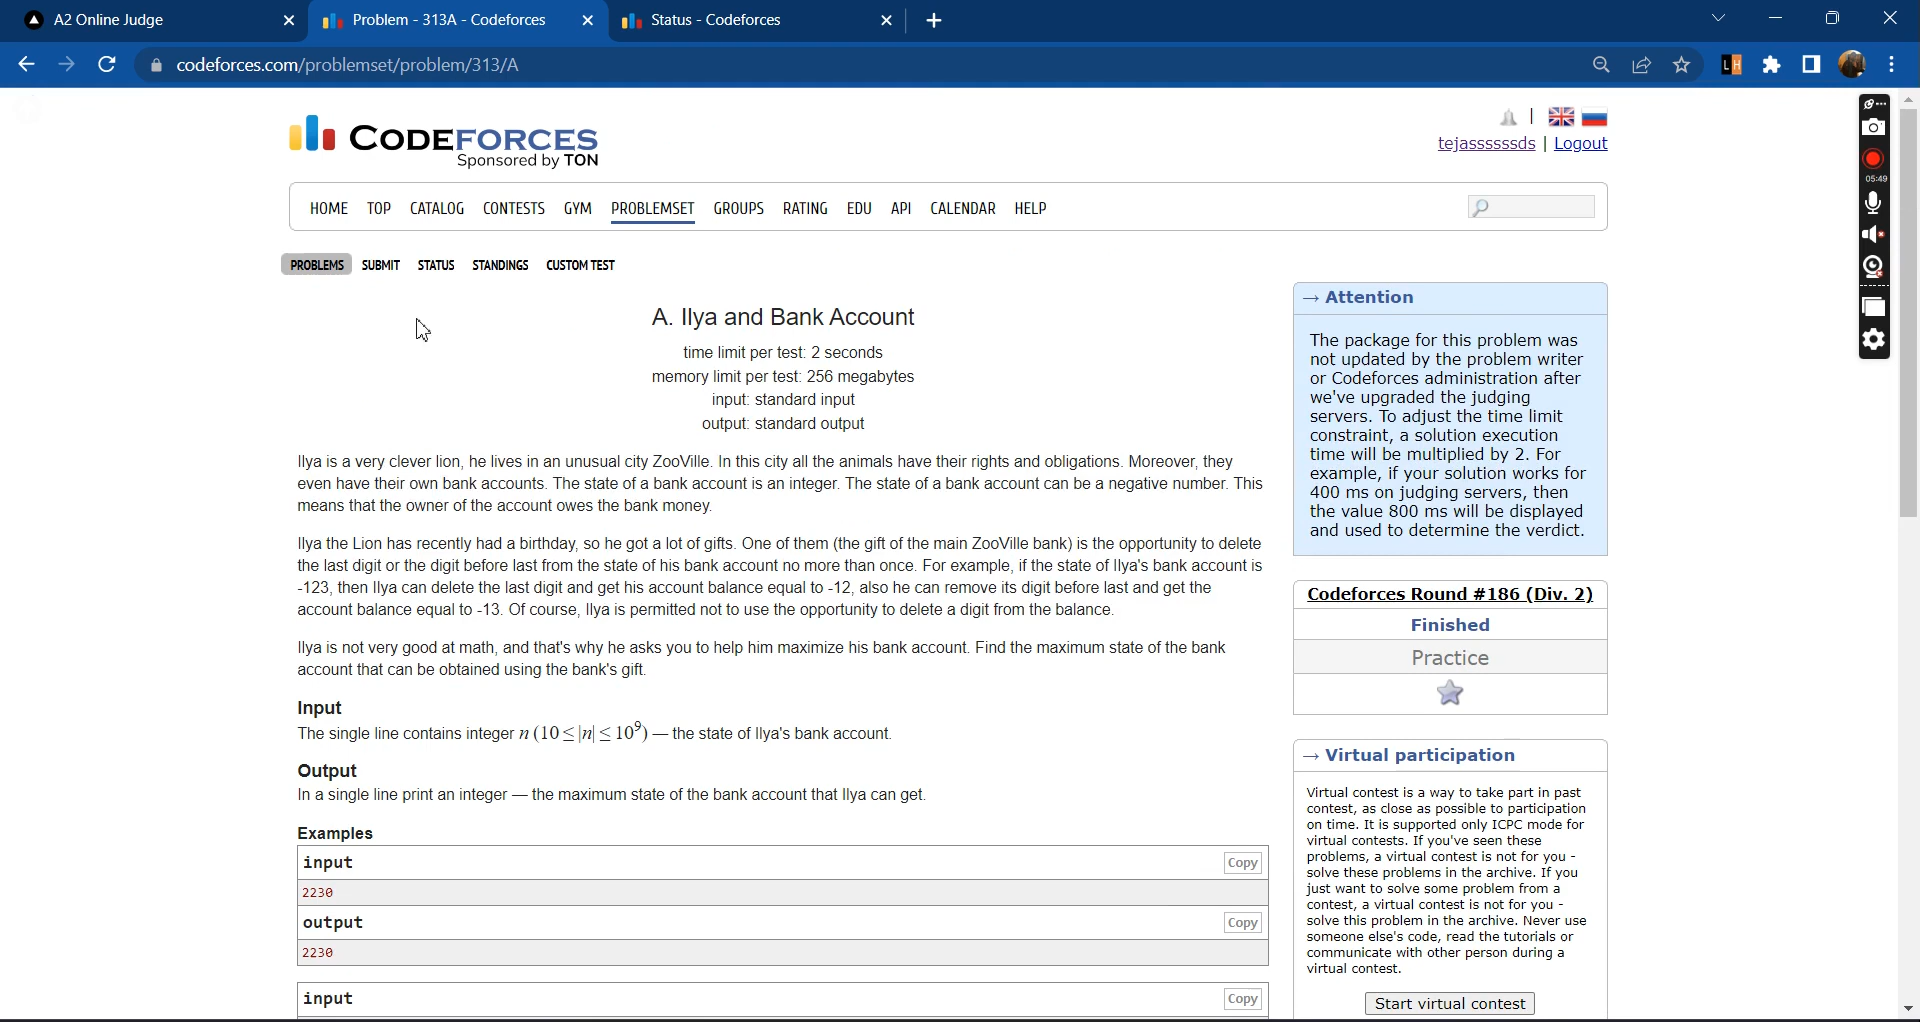 A2 Online Judge
Problem - 313A - Codeforces
Status - Codeforces
codeforces.com/problemset/problem/313/A
LH
CODEFORCES
Sponsored by TON
|
tejasssssds | Logout
05:49
HOME TOP CATALOG CONTESTS GYM PROBLEMSET GROUPS RATING EDU API CALENDAR HELP
PROBLEMS SUBMIT STATUS STANDINGS CUSTOM TEST
A. Ilya and Bank Account
time limit per test: 2 seconds
memory limit per test: 256 megabytes
input: standard input
output: standard output
Ilya is a very clever lion, he lives in an unusual city ZooVille. In this city all the animals have their rights and obligations. Moreover, they
even have their own bank accounts. The state of a bank account is an integer. The state of a bank account can be a negative number. This
means that the owner of the account owes the bank money.
Ilya the Lion has recently had a birthday, so he got a lot of gifts. One of them (the gift of the main ZooVille bank) is the opportunity to delete
the last digit or the digit before last from the state of his bank account no more than once. For example, if the state of Ilya's bank account is
-123, then Ilya can delete the last digit and get his account balance equal to -12, also he can remove its digit before last and get the
account balance equal to -13. Of course, Ilya is permitted not to use the opportunity to delete a digit from the balance.
Ilya is not very good at math, and that's why he asks you to help him maximize his bank account. Find the maximum state of the bank
account that can be obtained using the bank's gift.
Input
The single line contains integer n (10 ≤ |n| ≤ 10⁹) — the state of Ilya's bank account.
Output
In a single line print an integer — the maximum state of the bank account that Ilya can get.
Examples
input Copy
2230
output Copy
2230
input Copy
→ Attention
The package for this problem was
not updated by the problem writer
or Codeforces administration after
we've upgraded the judging
servers. To adjust the time limit
constraint, a solution execution
time will be multiplied by 2. For
example, if your solution works for
400 ms on judging servers, then
the value 800 ms will be displayed
and used to determine the verdict.
Codeforces Round #186 (Div. 2)
Finished
Practice
→ Virtual participation
Virtual contest is a way to take part in past
contest, as close as possible to participation
on time. It is supported only ICPC mode for
virtual contests. If you've seen these
problems, a virtual contest is not for you -
solve these problems in the archive. If you
just want to solve some problem from a
contest, a virtual contest is not for you -
solve this problem in the archive. Never use
someone else's code, read the tutorials or
communicate with other person during a
virtual contest.
Start virtual contest